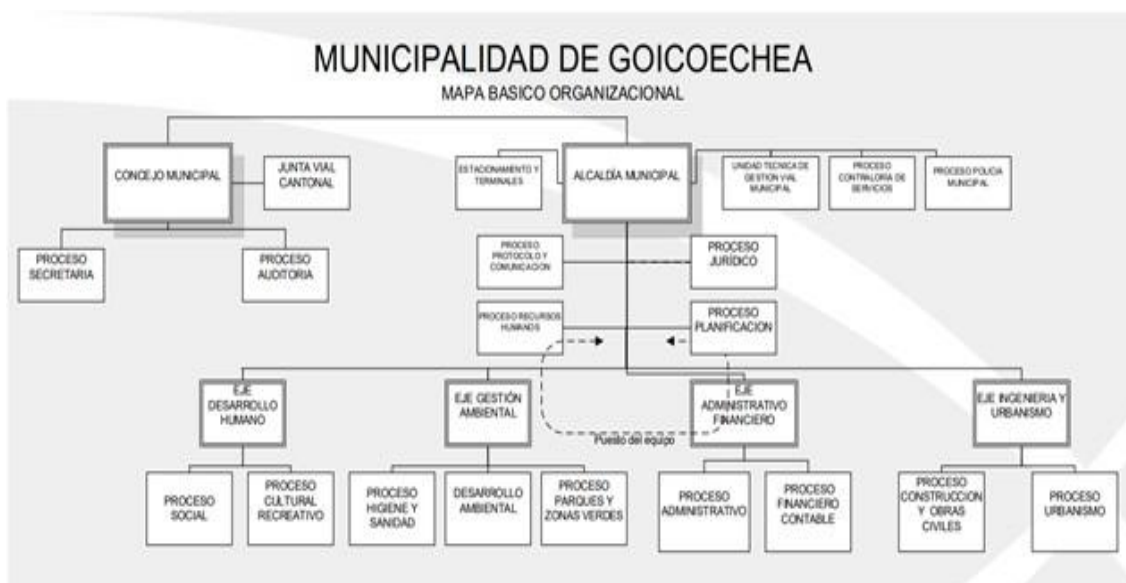 MUNICIPALIDAD DE GOICOECHEA
MAPA BASICO ORGANIZACIONAL
CONCEJO MUNICIPAL
JUNTA VIAL
CANTONAL
ESTACIONAMIENTO Y
TERMINALES
ALCALDÍA MUNICIPAL
UNIDAD TECNICA DE
GESTION VIAL
MUNICIPAL
PROCESO
CONTRALORÍA DE
SERVICIOS
PROCESO POLICIA
MUNICIPAL
PROCESO
SECRETARIA
PROCESO
AUDITORIA
PROCESO
PROTOCOLO Y
COMUNICACION
PROCESO
JURÍDICO
PROCESO RECURSOS
HUMANOS
PROCESO
PLANIFICACION
EJE
DESARROLLO
HUMANO
EJE GESTIÓN
AMBIENTAL
EJE
ADMINISTRATIVO
FINANCIERO
EJE INGENIERIA Y
URBANISMO
Puesto del equipo
PROCESO
SOCIAL
PROCESO
CULTURAL
RECREATIVO
PROCESO
HIGIENE Y
SANIDAD
DESARROLLO
AMBIENTAL
PROCESO
PARQUES Y
ZONAS VERDES
PROCESO
ADMINISTRATIVO
PROCESO
FINANCIERO
CONTABLE
PROCESO
CONSTRUCCION
Y OBRAS
CIVILES
PROCESO
URBANISMO